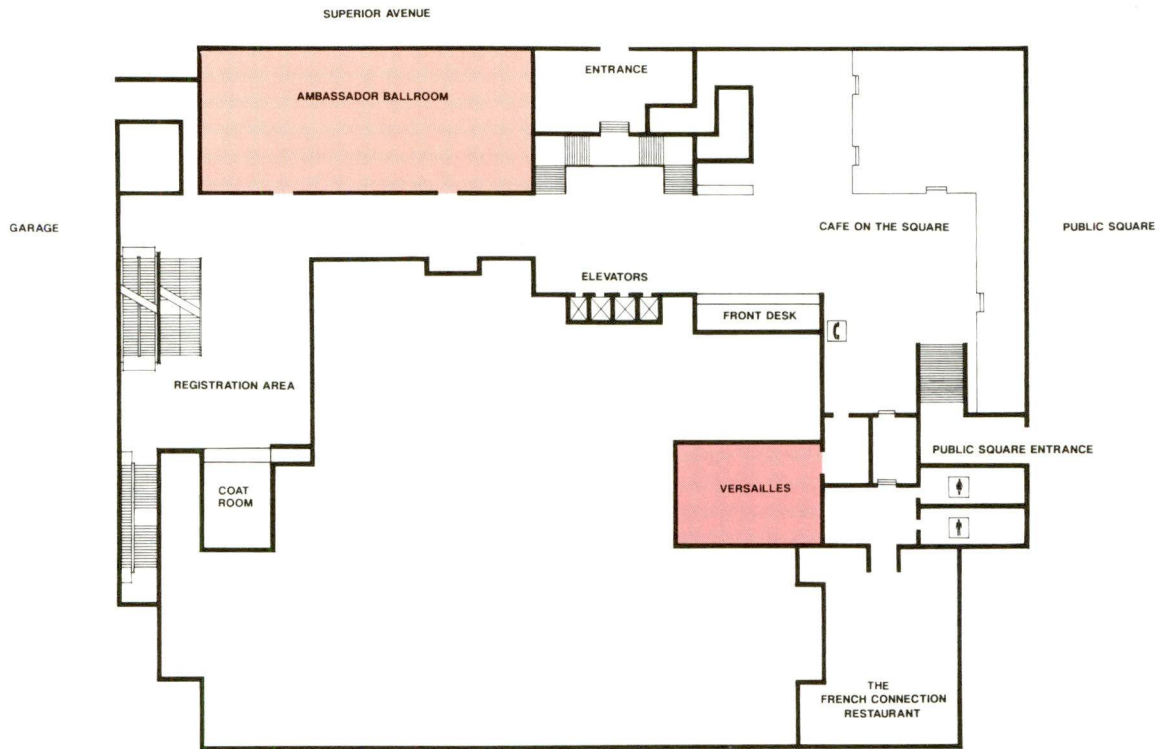 SUPERIOR AVENUE
ENTRANCE
AMBASSADOR BALLROOM
GARAGE
CAFE ON THE SQUARE
PUBLIC SQUARE
ELEVATORS
FRONT DESK
REGISTRATION AREA
PUBLIC SQUARE ENTRANCE
COAT
ROOM
VERSAILLES
THE
FRENCH CONNECTION
RESTAURANT